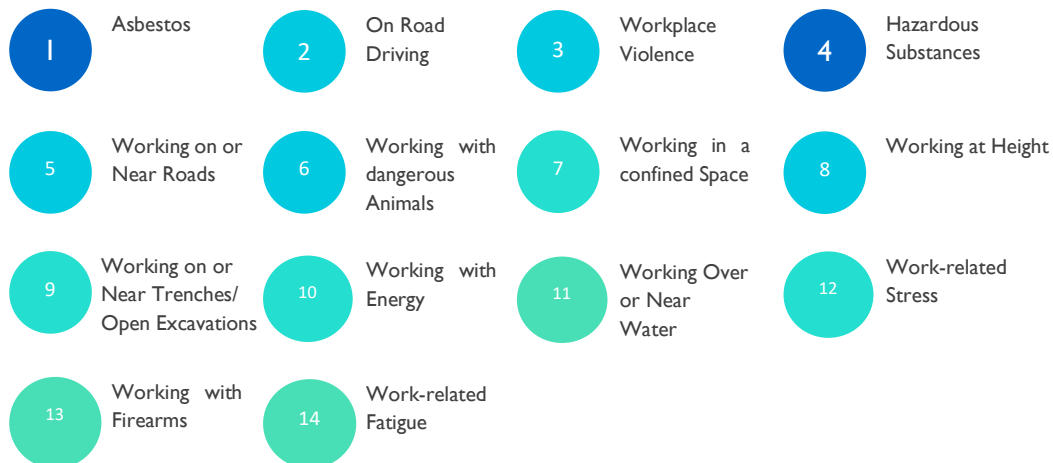 1
Asbestos
2
On Road
Driving
3
Workplace
Violence
4
Hazardous
Substances
5
Working on or
Near Roads
6
Working with
dangerous
Animals
7
Working in a
confined Space
8
Working at Height
9
Working on or
Near Trenches/
Open Excavations
10
Working with
Energy
11
Working Over
or Near
Water
12
Work-related
Stress
13
Working with
Firearms
14
Work-related
Fatigue